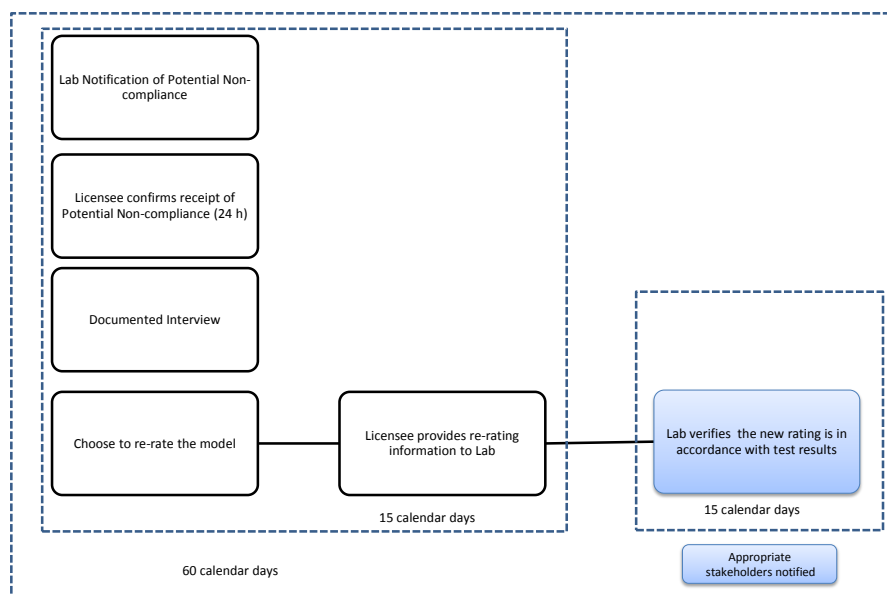 Lab Notification of Potential Non-
compliance
Licensee confirms receipt of
Potential Non-compliance (24 h)
Documented Interview
Choose to re-rate the model
Licensee provides re-rating
information to Lab
Lab verifies  the new rating is in
accordance with test results
15 calendar days
15 calendar days
60 calendar days
Appropriate
stakeholders notified